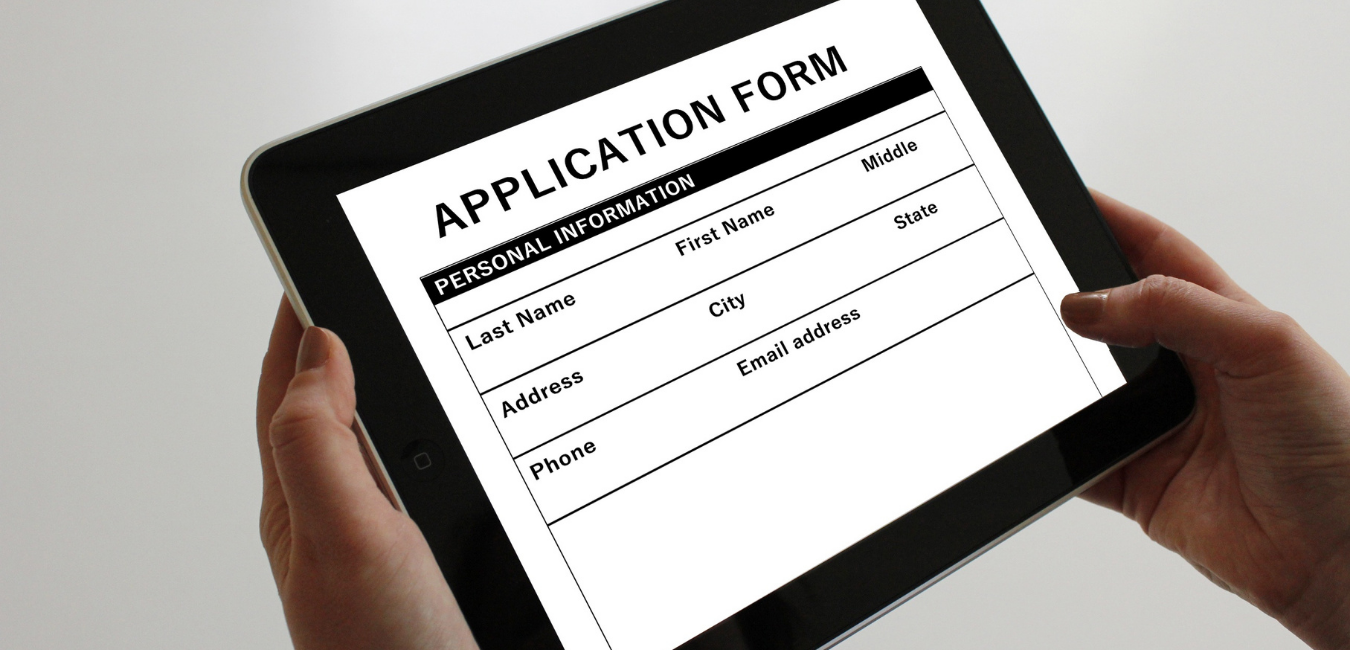 APPLICATION FORM
PERSONAL INFORMATION
Last Name First Name Middle
Address City State
Phone Email address